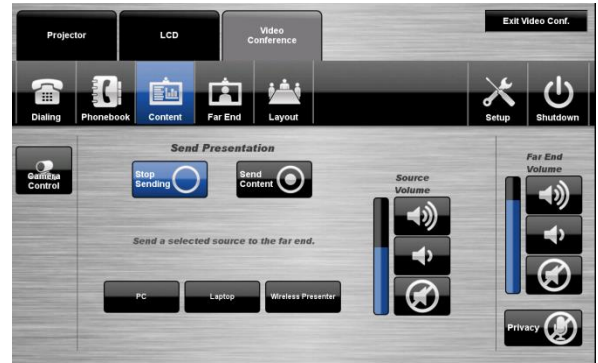 Projector
LCD
Video
Conference
Exit Video Conf.
Dialing
Phonebook
Content
Far End
Layout
Setup
Shutdown
Camera
Control
Send Presentation
Stop
Sending
Send
Content
Source
Volume
Far End
Volume
Send a selected source to the far end.
PC
Laptop
Wireless Presenter
Privacy